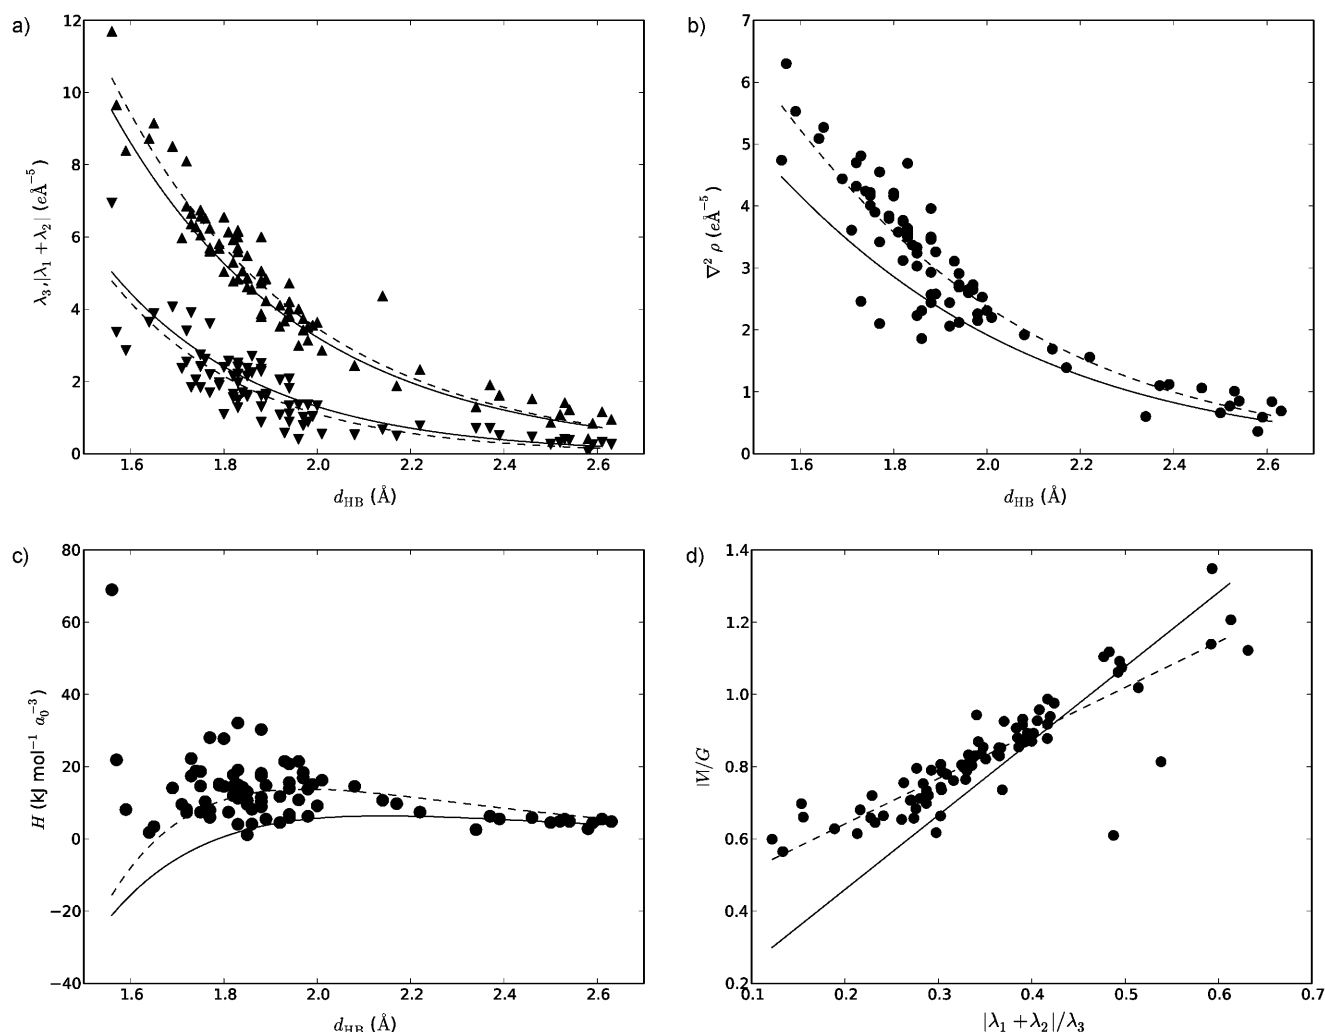 a)
12
10
8
6
4
2
0
λ₃,|λ₁ + λ₂| (eÅ⁻⁵)
1.6 1.8 2.0 2.2 2.4 2.6
d_HB (Å)
b)
7
6
5
4
3
2
1
0
∇² ρ (eÅ⁻⁵)
1.6 1.8 2.0 2.2 2.4 2.6
d_HB (Å)
c)
80
60
40
20
0
−20
−40
H (kJ mol⁻¹ a₀⁻³)
1.6 1.8 2.0 2.2 2.4 2.6
d_HB (Å)
d)
1.4
1.2
1.0
0.8
0.6
0.4
0.2
|V|/G
0.1 0.2 0.3 0.4 0.5 0.6 0.7
|λ₁ + λ₂|/λ₃